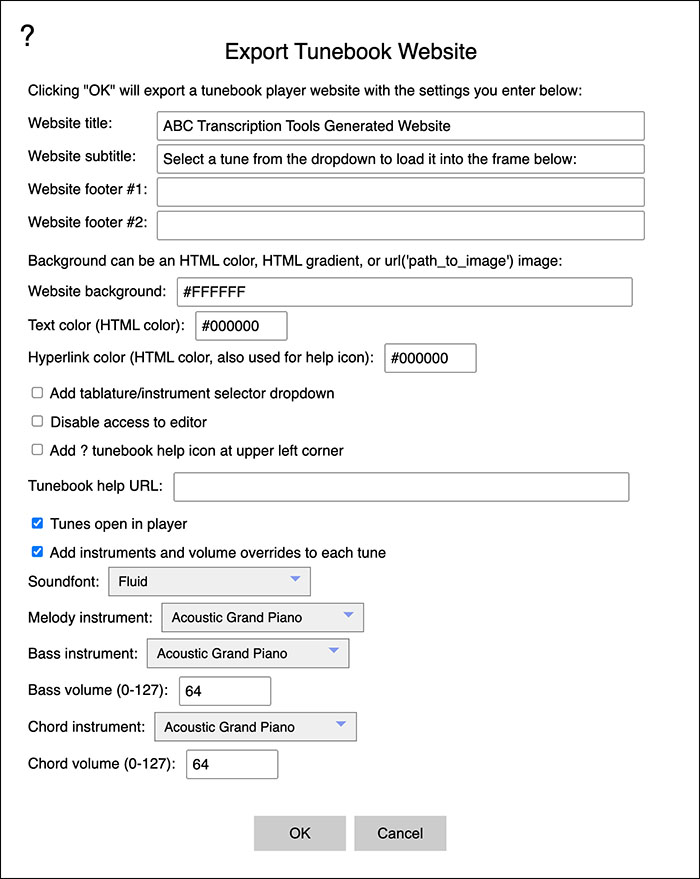 ?
Export Tunebook Website
Clicking "OK" will export a tunebook player website with the settings you enter below:
Website title: ABC Transcription Tools Generated Website
Website subtitle: Select a tune from the dropdown to load it into the frame below:
Website footer #1:
Website footer #2:
Background can be an HTML color, HTML gradient, or url('path_to_image') image:
Website background: #FFFFFF
Text color (HTML color): #000000
Hyperlink color (HTML color, also used for help icon): #000000
Add tablature/instrument selector dropdown
Disable access to editor
Add ? tunebook help icon at upper left corner
Tunebook help URL:
Tunes open in player
Add instruments and volume overrides to each tune
Soundfont: Fluid
Melody instrument: Acoustic Grand Piano
Bass instrument: Acoustic Grand Piano
Bass volume (0-127): 64
Chord instrument: Acoustic Grand Piano
Chord volume (0-127): 64
OK Cancel